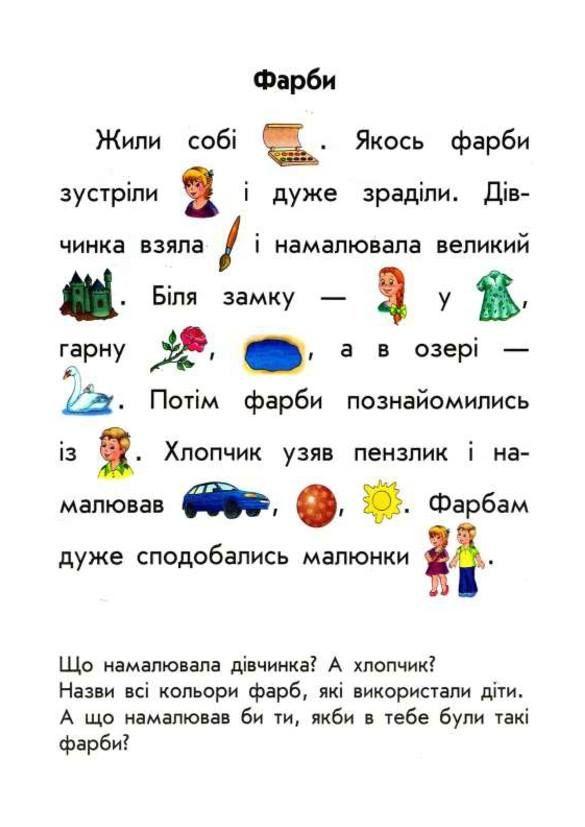 Фарби
Жили собі . Якось фарби
зустріли і дуже зраділи. Дів-
чинка взяла і намалювала великий
. Біля замку — у ,
гарну , , а в озері —
. Потім фарби познайомились
із . Хлопчик узяв пензлик і на-
малював , , . Фарбам
дуже сподобались малюнки .
Що намалювала дівчинка? А хлопчик?
Назви всі кольори фарб, які використали діти.
А що намалював би ти, якби в тебе були такі
фарби?